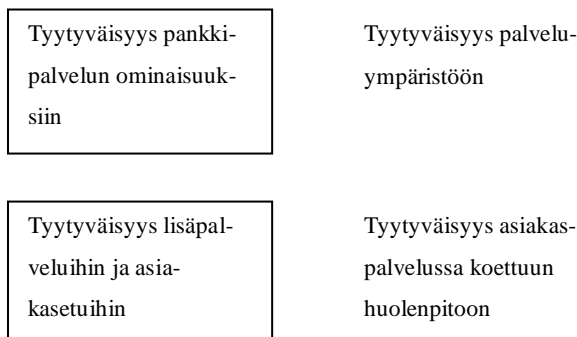 Tyytyväisyys pankki-
palvelun ominaisuuk-
siin
Tyytyväisyys palvelu-
ympäristöön
Tyytyväisyys lisäpal-
veluihin ja asia-
kasetuihin
Tyytyväisyys asiakas-
palvelussa koettuun
huolenpitoon